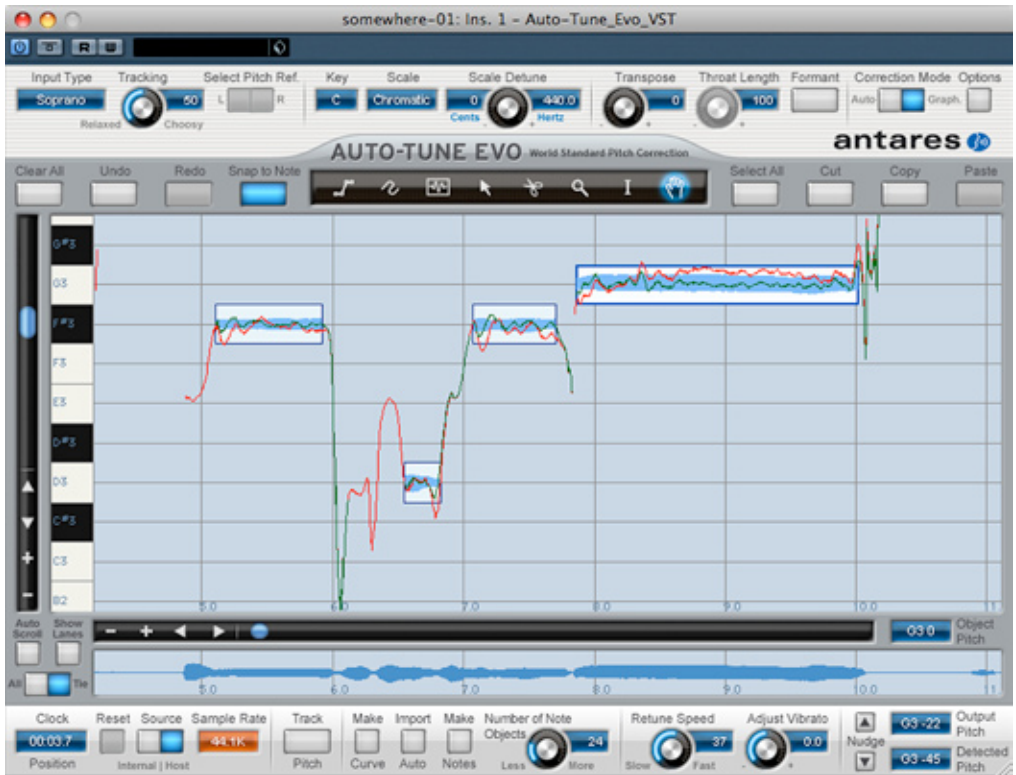 somewhere-01: Ins. 1 - Auto-Tune_Evo_VST
R W
Input Type Tracking Select Pitch Ref. Key Scale Scale Detune Transpose Throat Length Formant Correction Mode Options
Soprano 50 L R C Chromatic 0 440.0 0 100 Auto Graph.
Relaxed Choosy Cents - Hertz - + - +
antares
AUTO-TUNE EVO World Standard Pitch Correction
Clear All Undo Redo Snap to Note Select All Cut Copy Paste
G#3
G3
F#3
F3
E3
D#3
D3
C#3
C3
B2
5.0 6.0 7.0 8.0 9.0 10.0 11
Auto Scroll Show Lanes - + G3 0 Object Pitch
All Tie
5.0 6.0 7.0 8.0 9.0 10.0 11
Clock Reset Source Sample Rate Track Make Import Make Number of Note Objects Retune Speed Adjust Vibrato G3 -22 Output Pitch
00:03.7 44.1K 24 37 0.0 Nudge
Position Internal | Host Pitch Curve Auto Notes Less More Slow Fast - + G3 -45 Detected Pitch